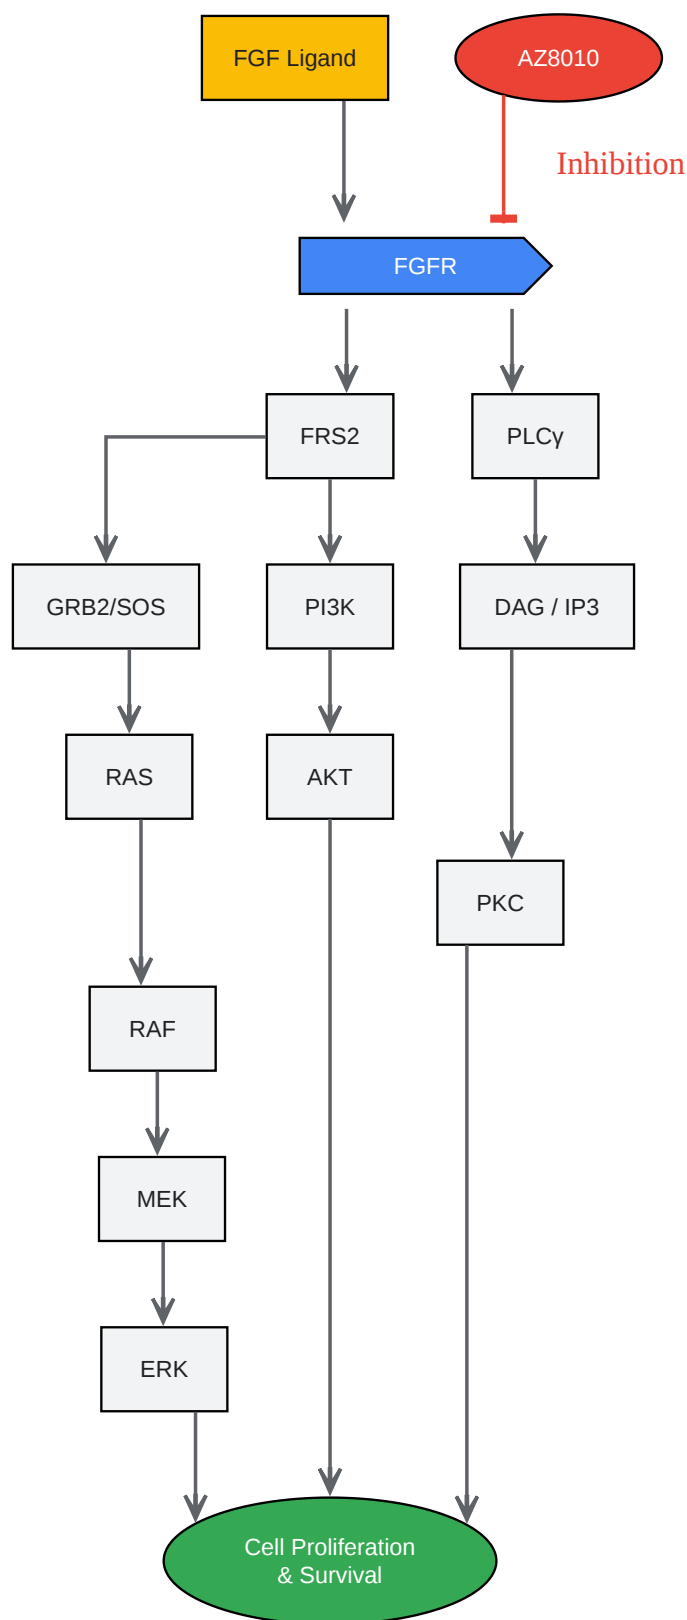 FGF Ligand
AZ8010
Inhibition
FGFR
FRS2
PLCγ
GRB2/SOS
PI3K
DAG / IP3
RAS
AKT
PKC
RAF
MEK
ERK
Cell Proliferation
& Survival